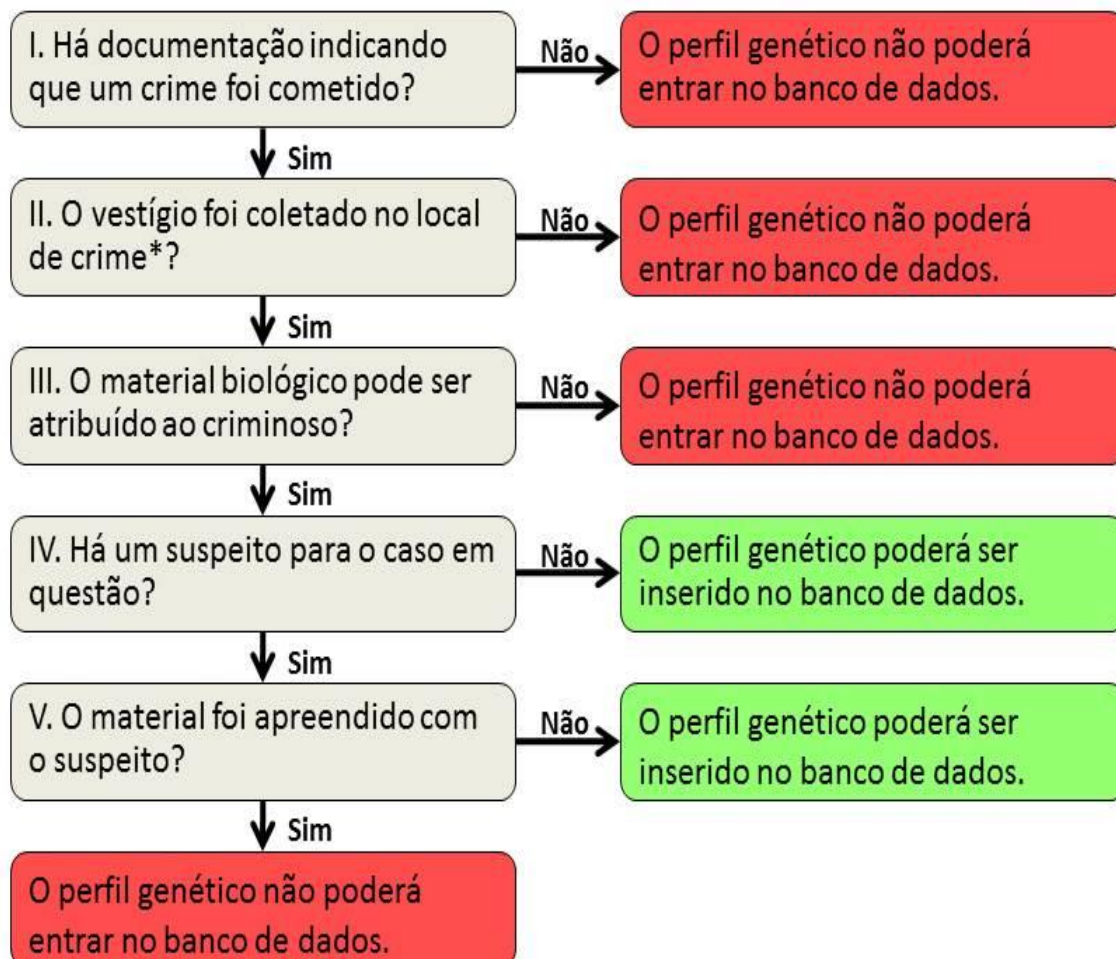 I. Há documentação indicando
que um crime foi cometido?
Não
O perfil genético não poderá
entrar no banco de dados.
Sim
II. O vestígio foi coletado no local
de crime*?
Não
O perfil genético não poderá
entrar no banco de dados.
Sim
III. O material biológico pode ser
atribuído ao criminoso?
Não
O perfil genético não poderá
entrar no banco de dados.
Sim
IV. Há um suspeito para o caso em
questão?
Não
O perfil genético poderá ser
inserido no banco de dados.
Sim
V. O material foi apreendido com
o suspeito?
Não
O perfil genético poderá ser
inserido no banco de dados.
Sim
O perfil genético não poderá
entrar no banco de dados.